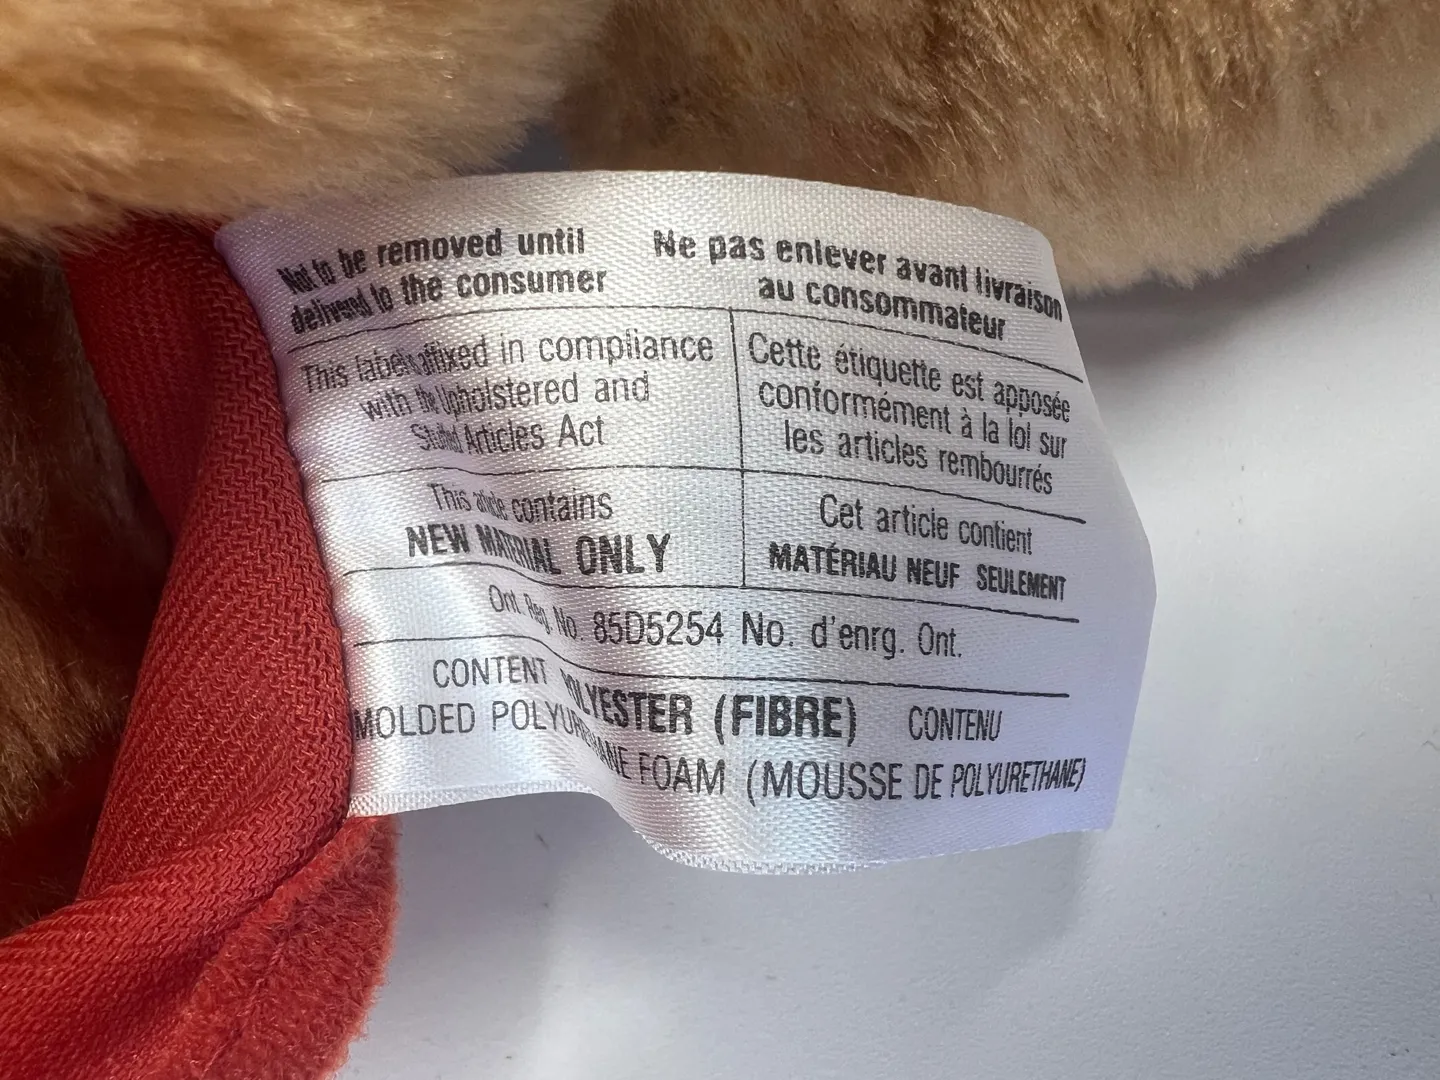 Not to be removed until
delivered to the consumer
Ne pas enlever avant livraison
au consommateur
This label is affixed in compliance
with the Upholstered and
Stuffed Articles Act
Cette étiquette est apposée
conformément à la loi sur
les articles rembourrés
This article contains
NEW MATERIAL ONLY
Cet article contient
MATÉRIAU NEUF SEULEMENT
Ont. Reg. No. 85D5254 No. d'enrg. Ont.
CONTENT POLYESTER (FIBRE) CONTENU
MOLDED POLYURETHANE FOAM (MOUSSE DE POLYURETHANE)